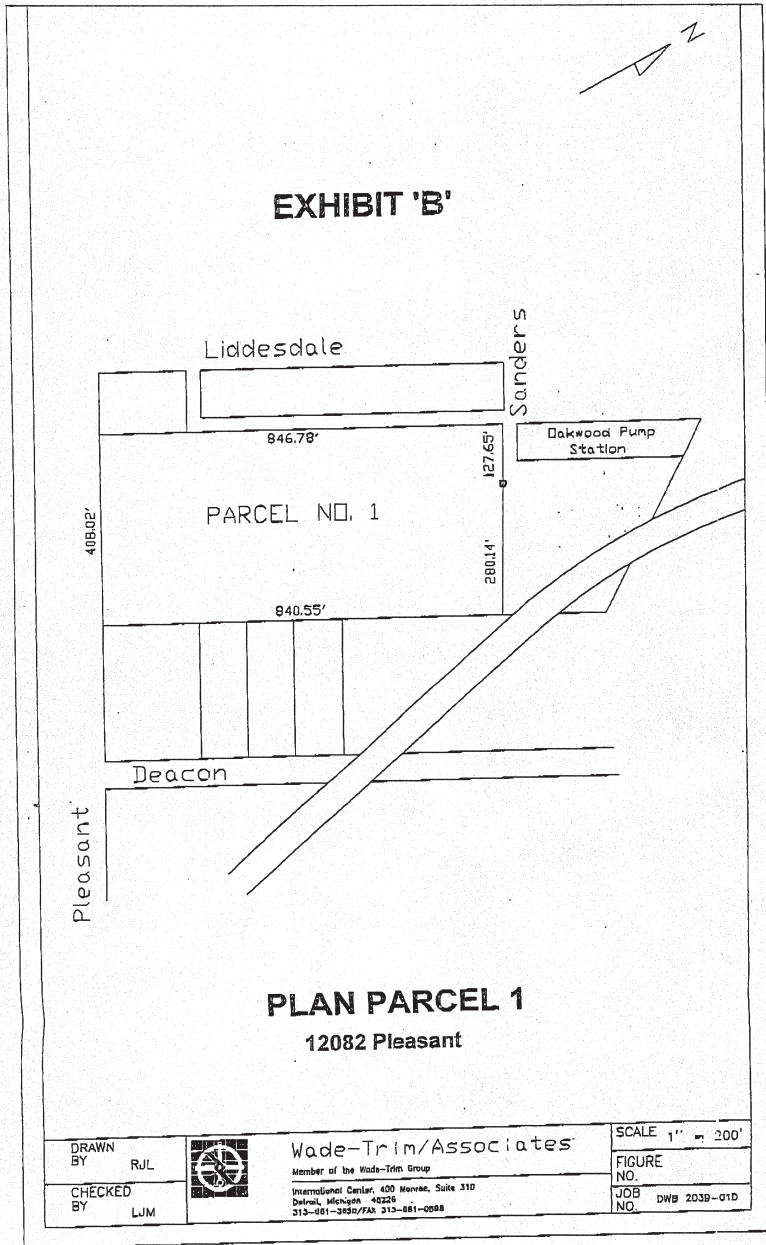 N
EXHIBIT 'B'
Liddesdale
Sanders
846.78'
127.65'
Oakwood Pump
Station
PARCEL NO. 1
408.02'
280.14'
840.55'
Deacon
Pleasant
PLAN PARCEL 1
12082 Pleasant
DRAWN
BY RJL
CHECKED
BY LJM
Wade-Trim/Associates
Member of the Wade-Trim Group
International Center, 400 Monroe, Suite 310
Detroit, Michigan 48226
SCALE 1" = 200'
FIGURE
NO.
JOB
NO. DWB 2039-01D